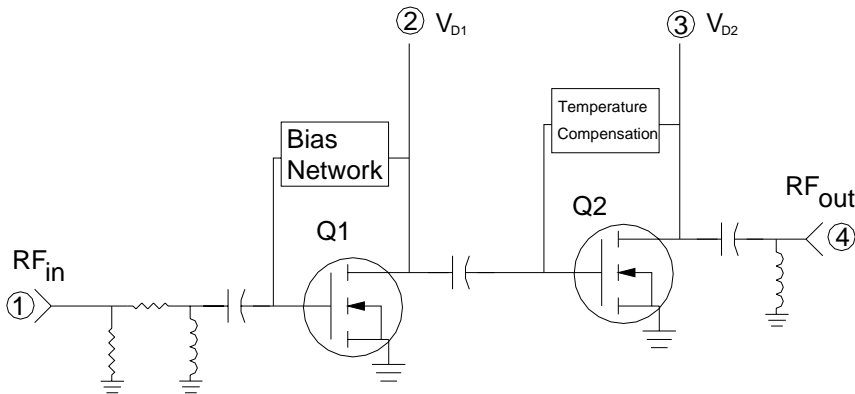 ② V_D1
③ V_D2
Bias
Network
Temperature
Compensation
Q1
Q2
RF_in
①
RF_out
④